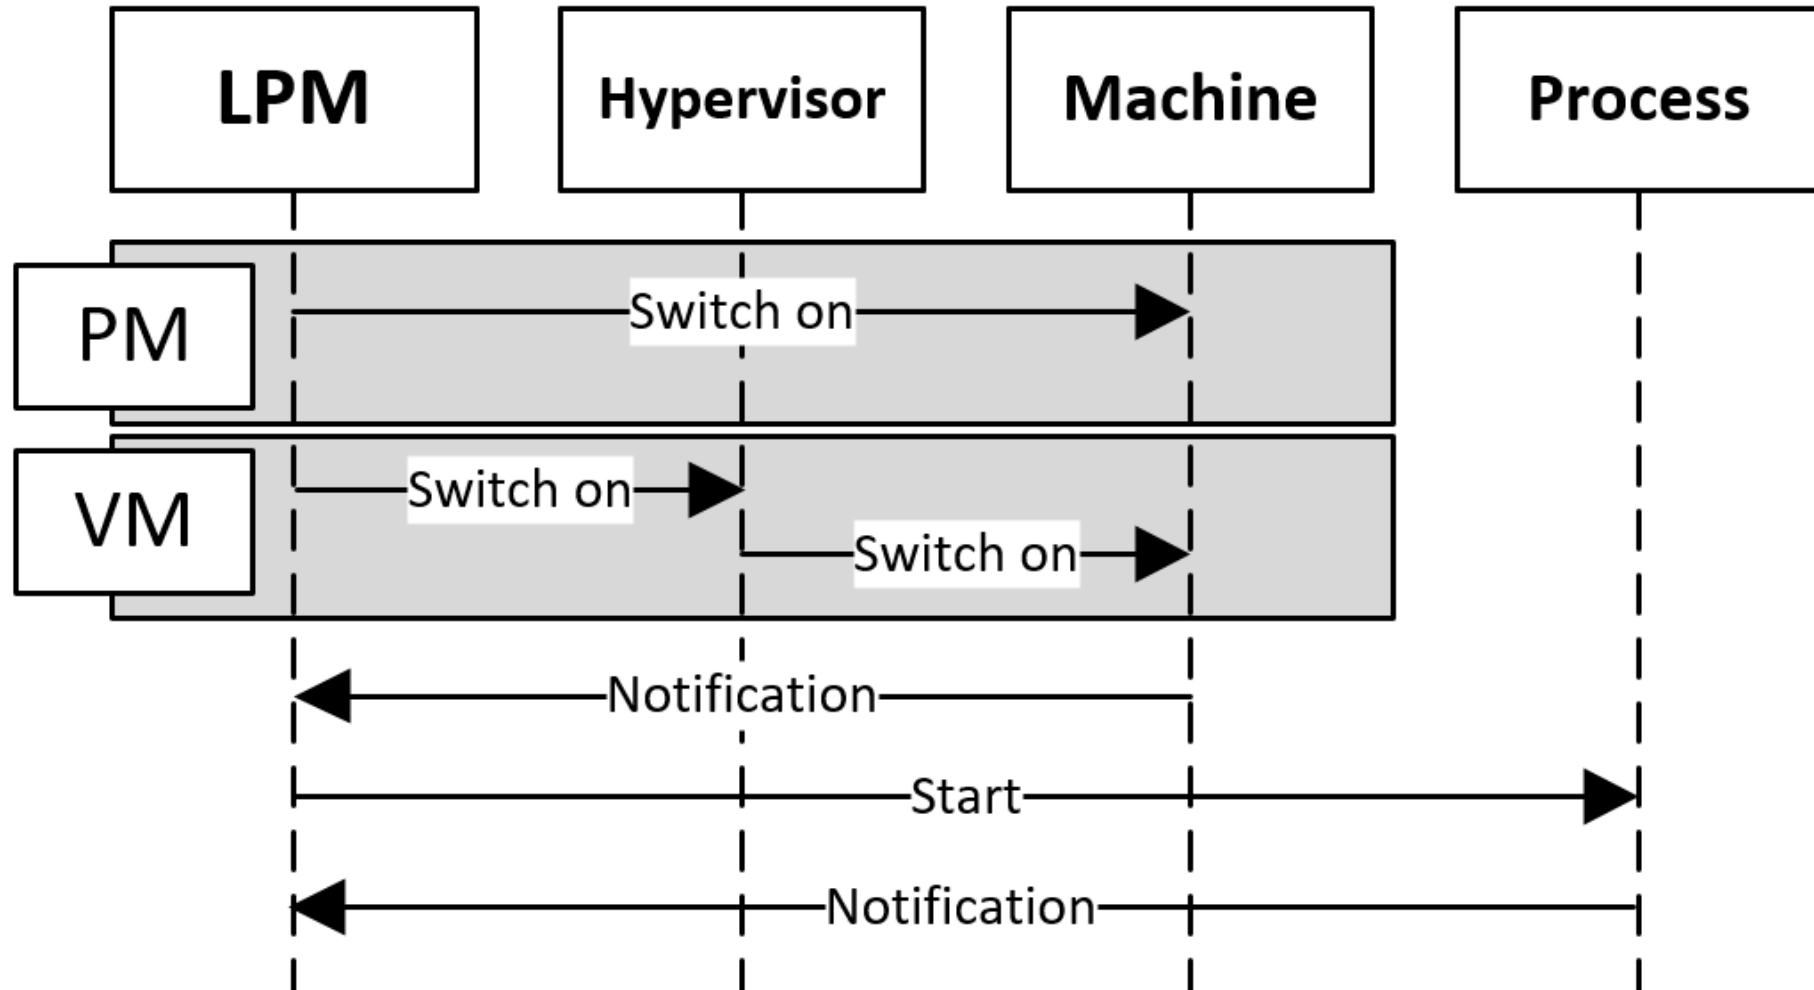 LPM
Hypervisor
Machine
Process
PM
Switch on
VM
Switch on
Switch on
Notification
Start
Notification